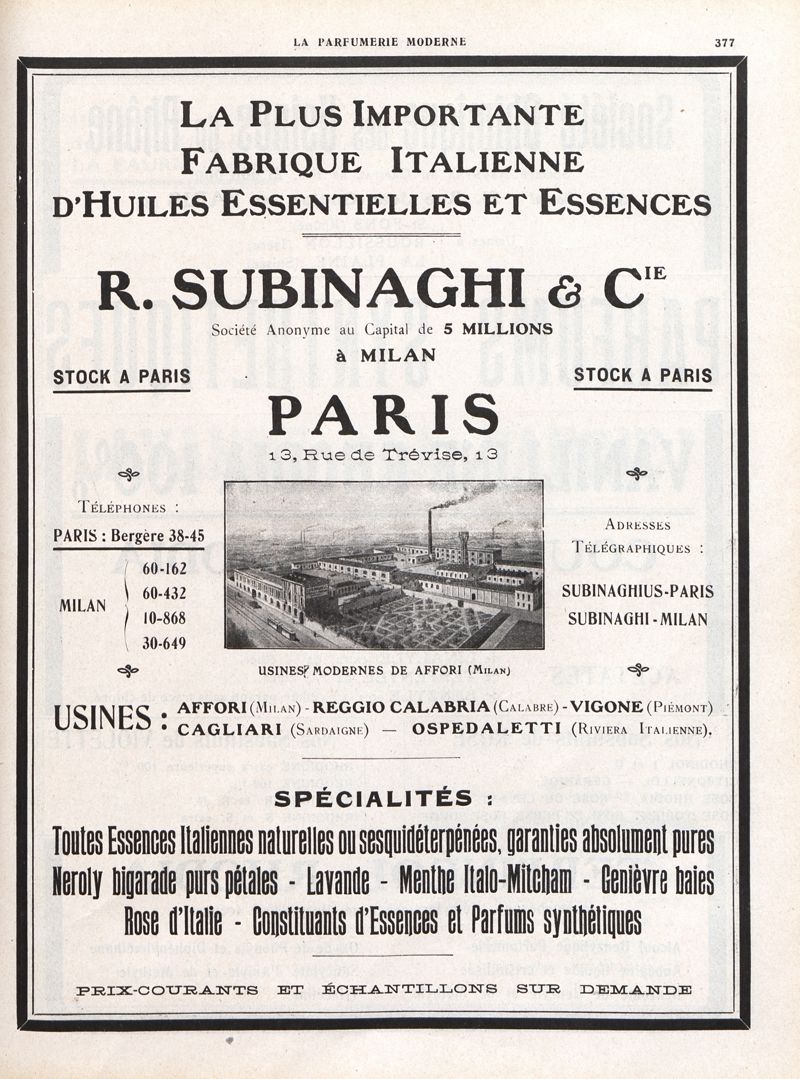 LA PARFUMERIE MODERNE 377
LA PLUS IMPORTANTE
FABRIQUE ITALIENNE
D'HUILES ESSENTIELLES ET ESSENCES
R. SUBINAGHI & CIE
Société Anonyme au Capital de 5 MILLIONS
à MILAN
STOCK A PARIS
STOCK A PARIS
PARIS
13, Rue de Trévise, 13
TÉLÉPHONES :
PARIS : Bergère 38-45
MILAN
60-162
60-432
10-868
30-649
ADRESSES
TÉLÉGRAPHIQUES :
SUBINAGHIUS-PARIS
SUBINAGHI-MILAN
USINES MODERNES DE AFFORI (MILAN)
USINES : AFFORI (MILAN) - REGGIO CALABRIA (CALABRE) - VIGONE (PIÉMONT)
CAGLIARI (SARDAIGNE) — OSPEDALETTI (RIVIERA ITALIENNE).
SPÉCIALITÉS :
Toutes Essences Italiennes naturelles ou sesquidéterpénées, garanties absolument pures
Neroly bigarade purs pétales - Lavande - Menthe Italo-Mitcham - Genièvre baies
Rose d'Italie - Constituants d'Essences et Parfums synthétiques
PRIX-COURANTS ET ÉCHANTILLONS SUR DEMANDE